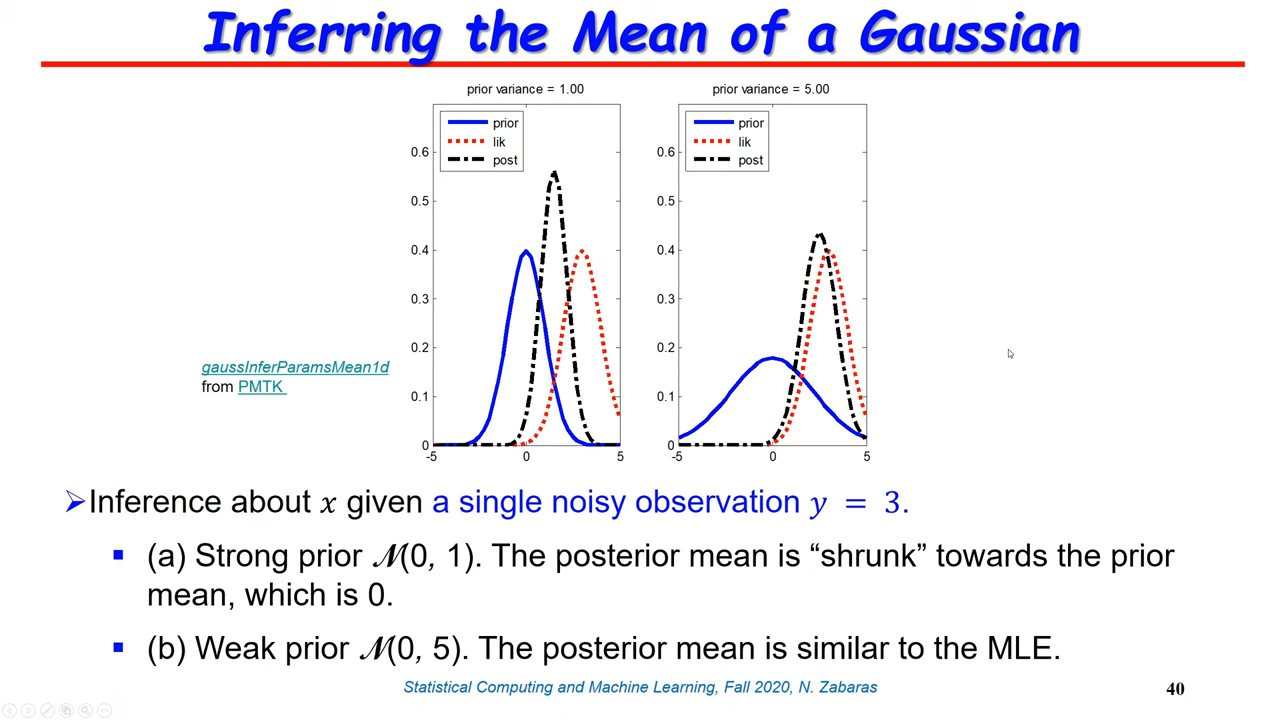 Inferring the Mean of a Gaussian
prior variance = 1.00
prior
lik
post
0.6
0.5
0.4
0.3
0.2
0.1
0
-5 0 5
prior variance = 5.00
prior
lik
post
0.6
0.5
0.4
0.3
0.2
0.1
0
-5 0 5
gaussInferParamsMean1d
from PMTK
➢Inference about 𝑥 given a single noisy observation 𝑦 = 3.
▪ (a) Strong prior 𝒩(0, 1). The posterior mean is “shrunk” towards the prior
mean, which is 0.
▪ (b) Weak prior 𝒩(0, 5). The posterior mean is similar to the MLE.
Statistical Computing and Machine Learning, Fall 2020, N. Zabaras
40